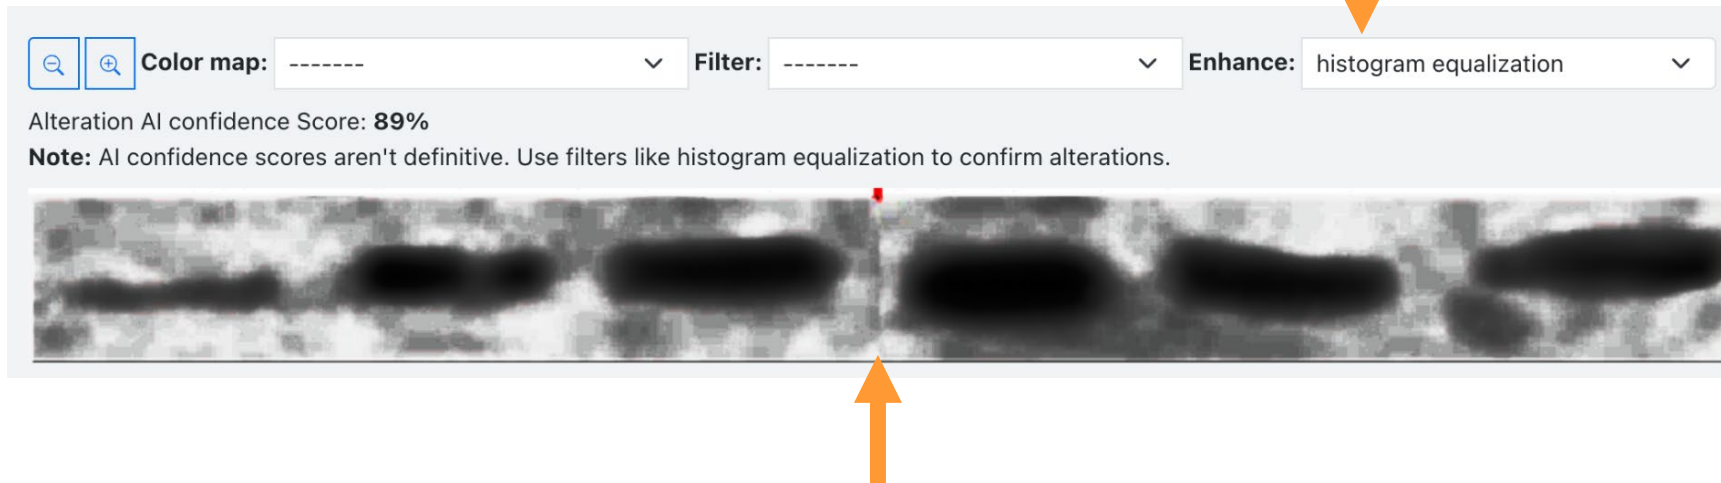 Color map: ------- Filter: ------- Enhance: histogram equalization
Alteration AI confidence Score: 89%
Note: AI confidence scores aren't definitive. Use filters like histogram equalization to confirm alterations.